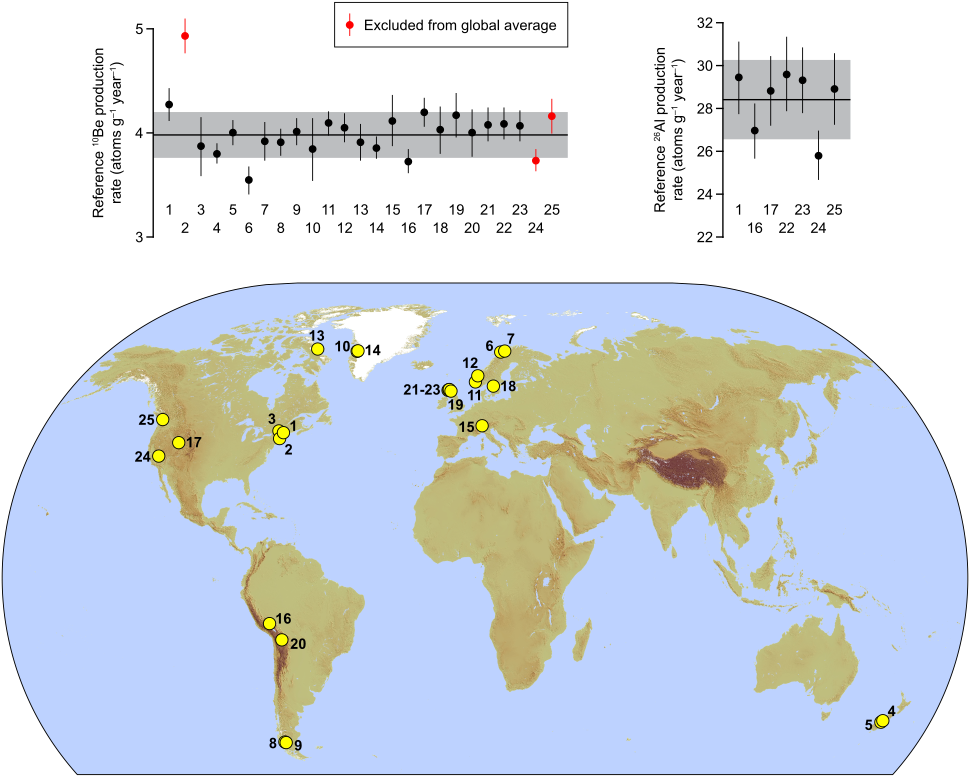 Reference ¹⁰Be production
rate (atoms g⁻¹ year⁻¹)
5
4
3
Excluded from global average
1 3 5 7 9 11 13 15 17 19 21 23 25
2 4 6 8 10 12 14 16 18 20 22 24
Reference ²⁶Al production
rate (atoms g⁻¹ year⁻¹)
32
30
28
26
24
22
1 17 23 25
16 22 24
13
10 14
6 7
12
21-23 11 18
19
25 3 1
15
17 2
24
16
20
4
5
8 9